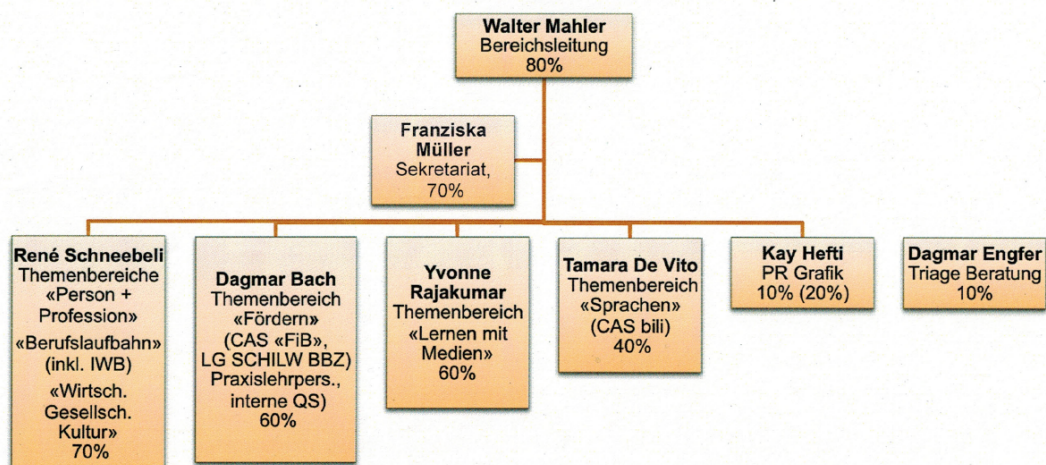 Walter Mahler
Bereichsleitung
80%
Franziska
Müller
Sekretariat,
70%
René Schneebeli
Themenbereiche
«Person +
Profession»
«Berufslaufbahn»
(inkl. IWB)
«Wirtsch.
Gesellsch.
Kultur»
70%
Dagmar Bach
Themenbereich
«Fördern»
(CAS «FiB»,
LG SCHILW BBZ)
Praxislehrpers.,
interne QS)
60%
Yvonne
Rajakumar
Themenbereich
«Lernen mit
Medien»
60%
Tamara De Vito
Themenbereich
«Sprachen»
(CAS bili)
40%
Kay Hefti
PR Grafik
10% (20%)
Dagmar Engfer
Triage Beratung
10%